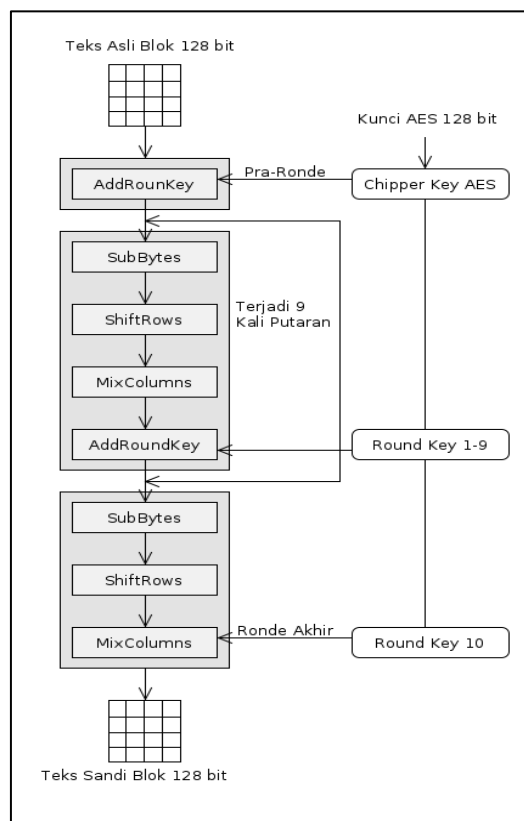 Teks Asli Blok 128 bit
Kunci AES 128 bit
AddRounKey
Pra-Ronde
Chipper Key AES
SubBytes
ShiftRows
Terjadi 9
Kali Putaran
MixColumns
AddRoundKey
Round Key 1-9
SubBytes
ShiftRows
MixColumns
Ronde Akhir
Round Key 10
Teks Sandi Blok 128 bit